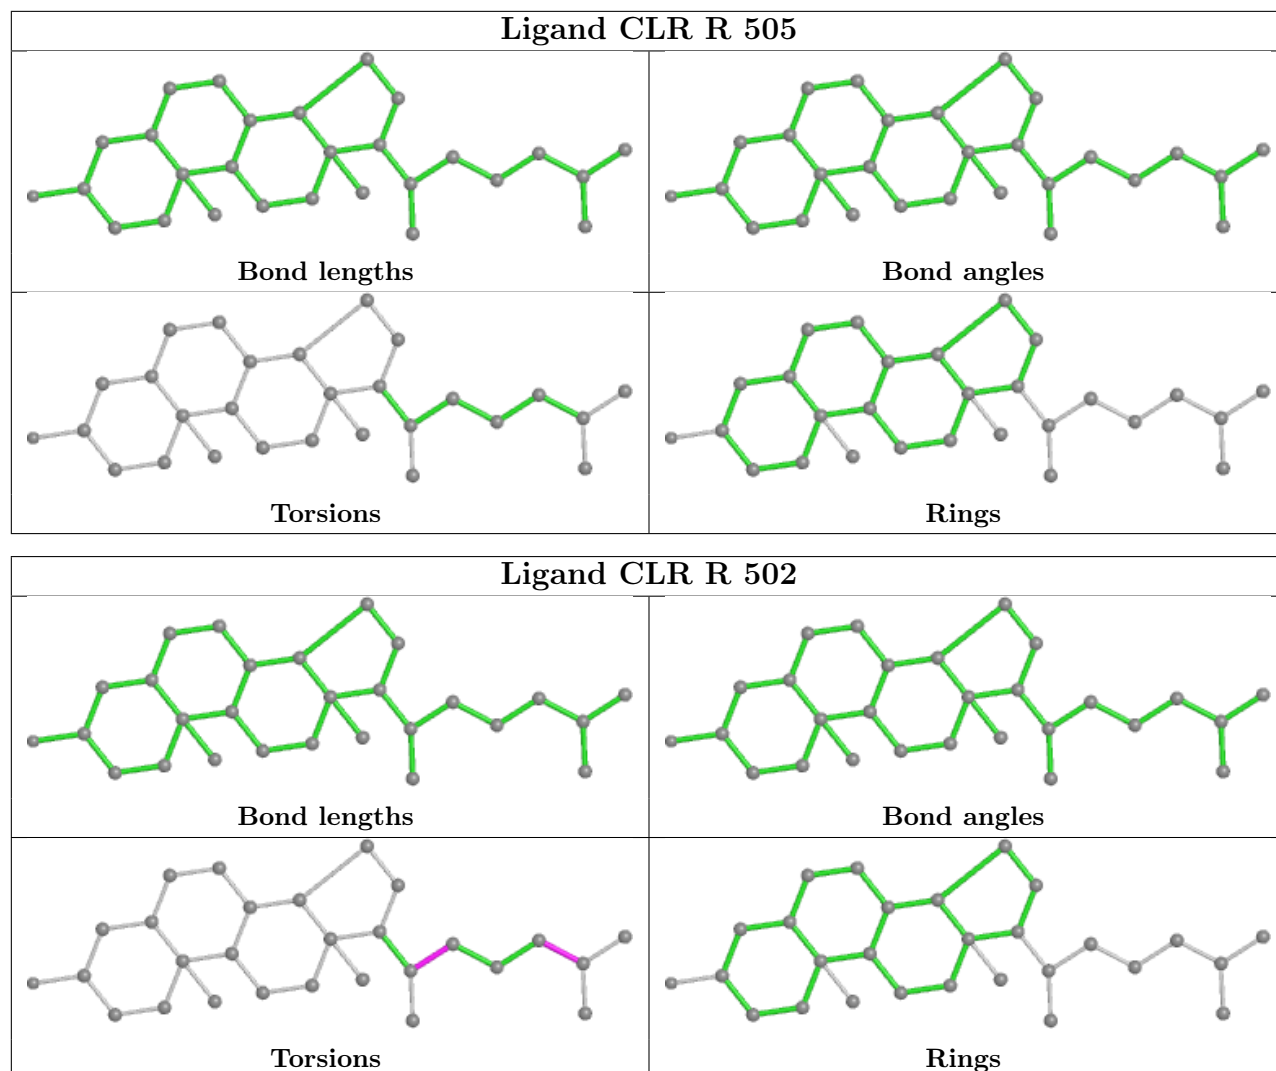 Ligand CLR R 505
Bond lengths
Bond angles
Torsions
Rings
Ligand CLR R 502
Bond lengths
Bond angles
Torsions
Rings